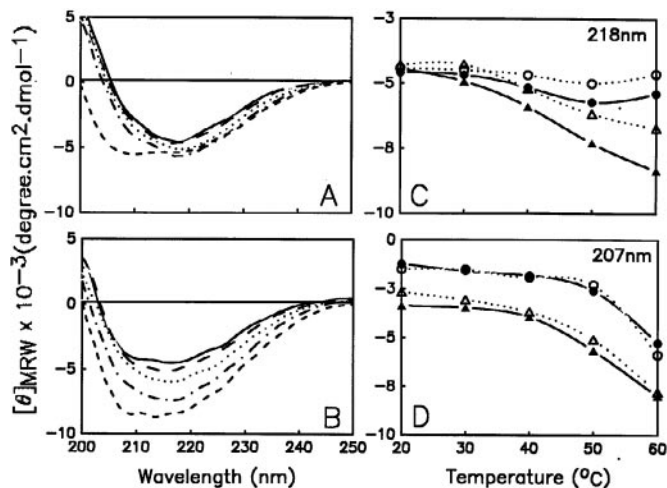 [θ]MRW x 10−3(degree.cm2.dmol−1)
5
0
−5
−10
A
−3
−5
−8
−10
218nm
C
5
0
−5
−10
B
200 210 220 230 240 250
Wavelength (nm)
0
−3
−5
−8
−10
207nm
D
20 30 40 50 60
Temperature (ºC)